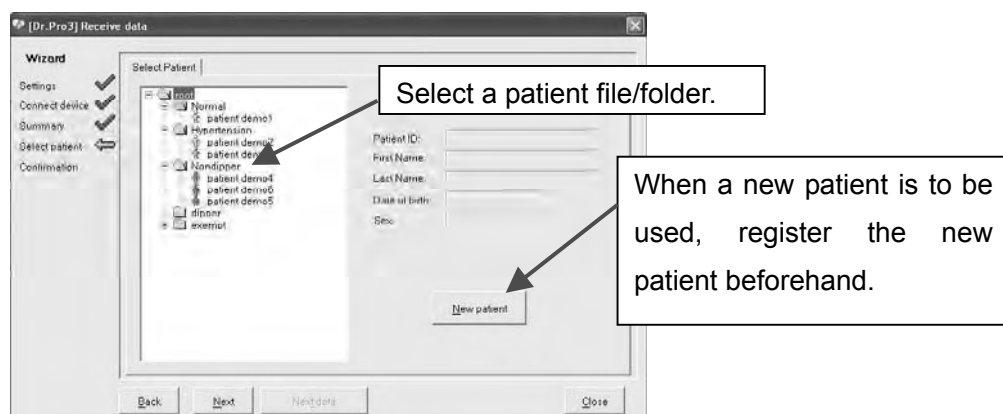 [Dr.Pro3] Receive data
Wizard
Settings
Connect device
Summary
Select patient
Confirmation
Select Patient
root
Normal
patient demo1
Hypertension
patient demo2
patient
Nondipper
patient demo4
patient demo6
patient demo5
dipper
exempt
Select a patient file/folder.
Patient ID:
First Name:
Last Name:
Date of birth:
Sex:
When a new patient is to be
used, register the new
patient beforehand.
New patient
Back
Next
Next data
Close